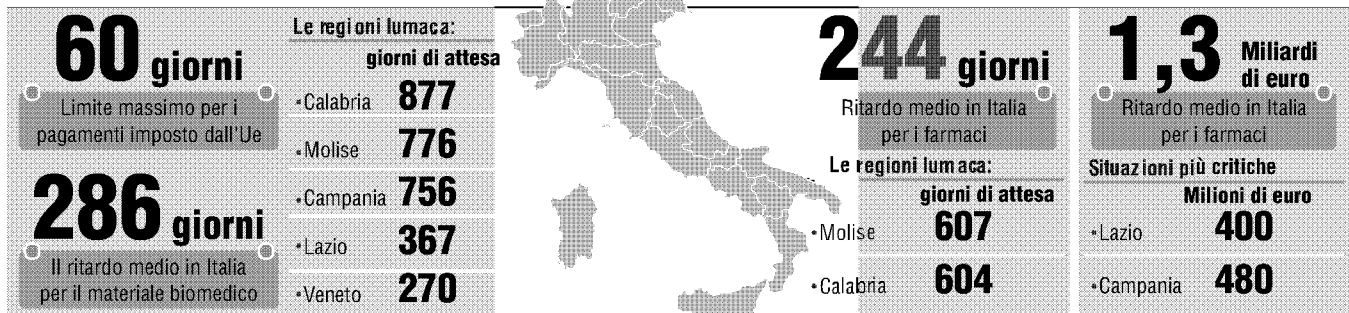 60 giorni
Limite massimo per i
pagamenti imposto dall'Ue
286 giorni
Il ritardo medio in Italia
per il materiale biomedico
Le regioni lumaca:
giorni di attesa
•Calabria 877
•Molise 776
•Campania 756
•Lazio 367
•Veneto 270
244 giorni
Ritardo medio in Italia
per i farmaci
Le regioni lumaca:
giorni di attesa
•Molise 607
•Calabria 604
1,3 Miliardi
di euro
Ritardo medio in Italia
per i farmaci
Situazioni più critiche
Milioni di euro
•Lazio 400
•Campania 480